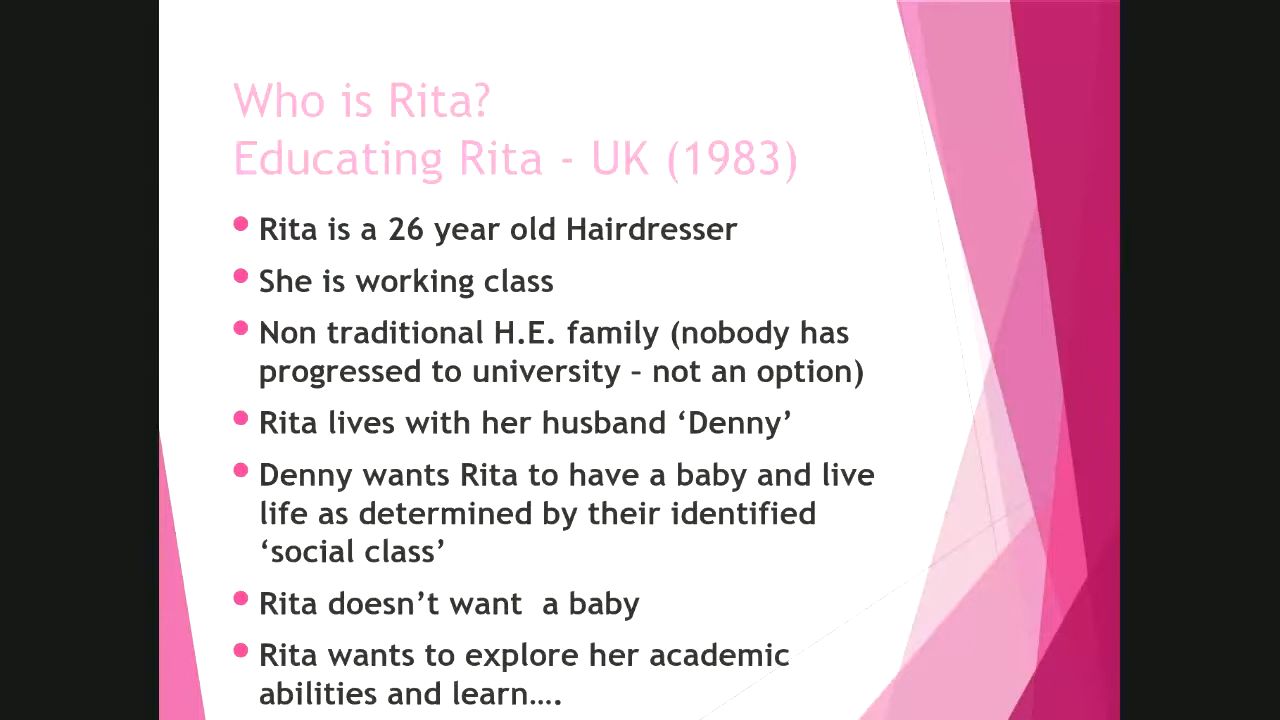 Who is Rita?
Educating Rita - UK (1983)
Rita is a 26 year old Hairdresser
She is working class
Non traditional H.E. family (nobody has
progressed to university – not an option)
Rita lives with her husband ‘Denny’
Denny wants Rita to have a baby and live
life as determined by their identified
‘social class’
Rita doesn’t want  a baby
Rita wants to explore her academic
abilities and learn….